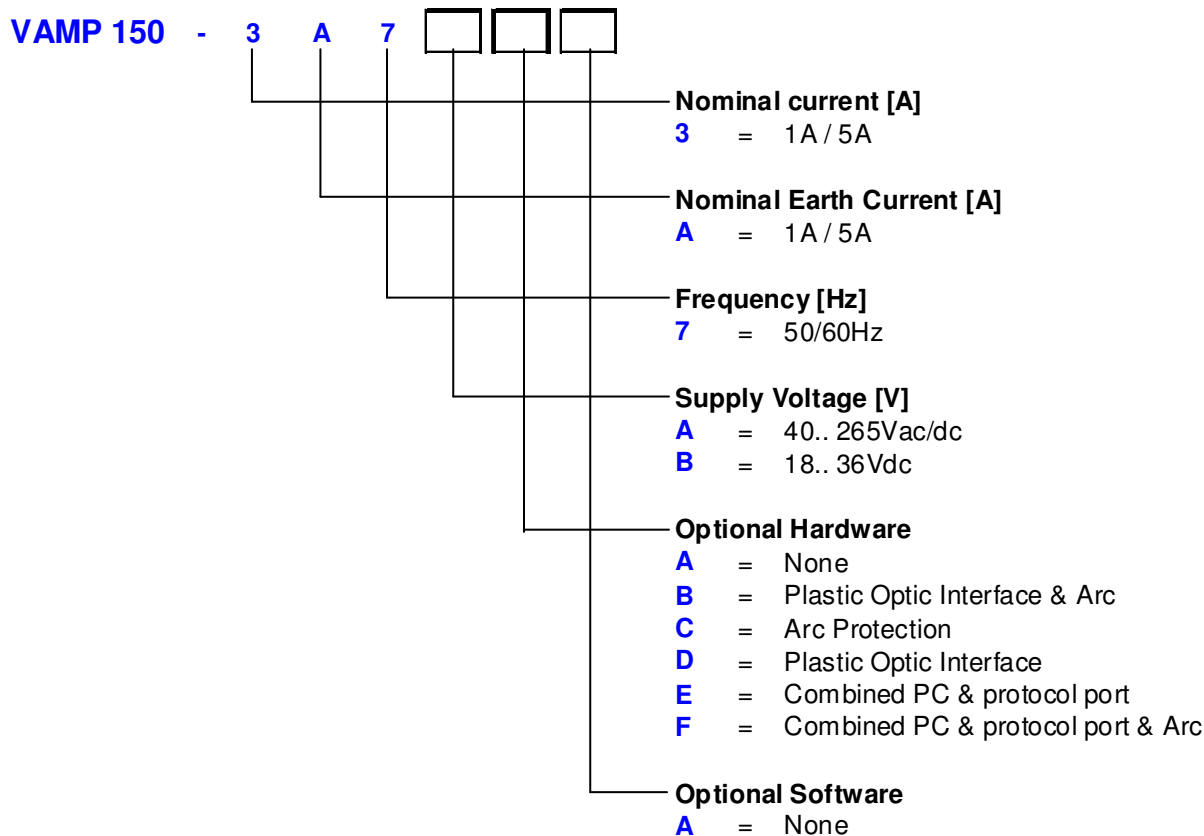 VAMP 150 - 3 A 7
Nominal current [A]
3 = 1A / 5A
Nominal Earth Current [A]
A = 1A / 5A
Frequency [Hz]
7 = 50/60Hz
Supply Voltage [V]
A = 40.. 265Vac/dc
B = 18.. 36Vdc
Optional Hardware
A = None
B = Plastic Optic Interface & Arc
C = Arc Protection
D = Plastic Optic Interface
E = Combined PC & protocol port
F = Combined PC & protocol port & Arc
Optional Software
A = None